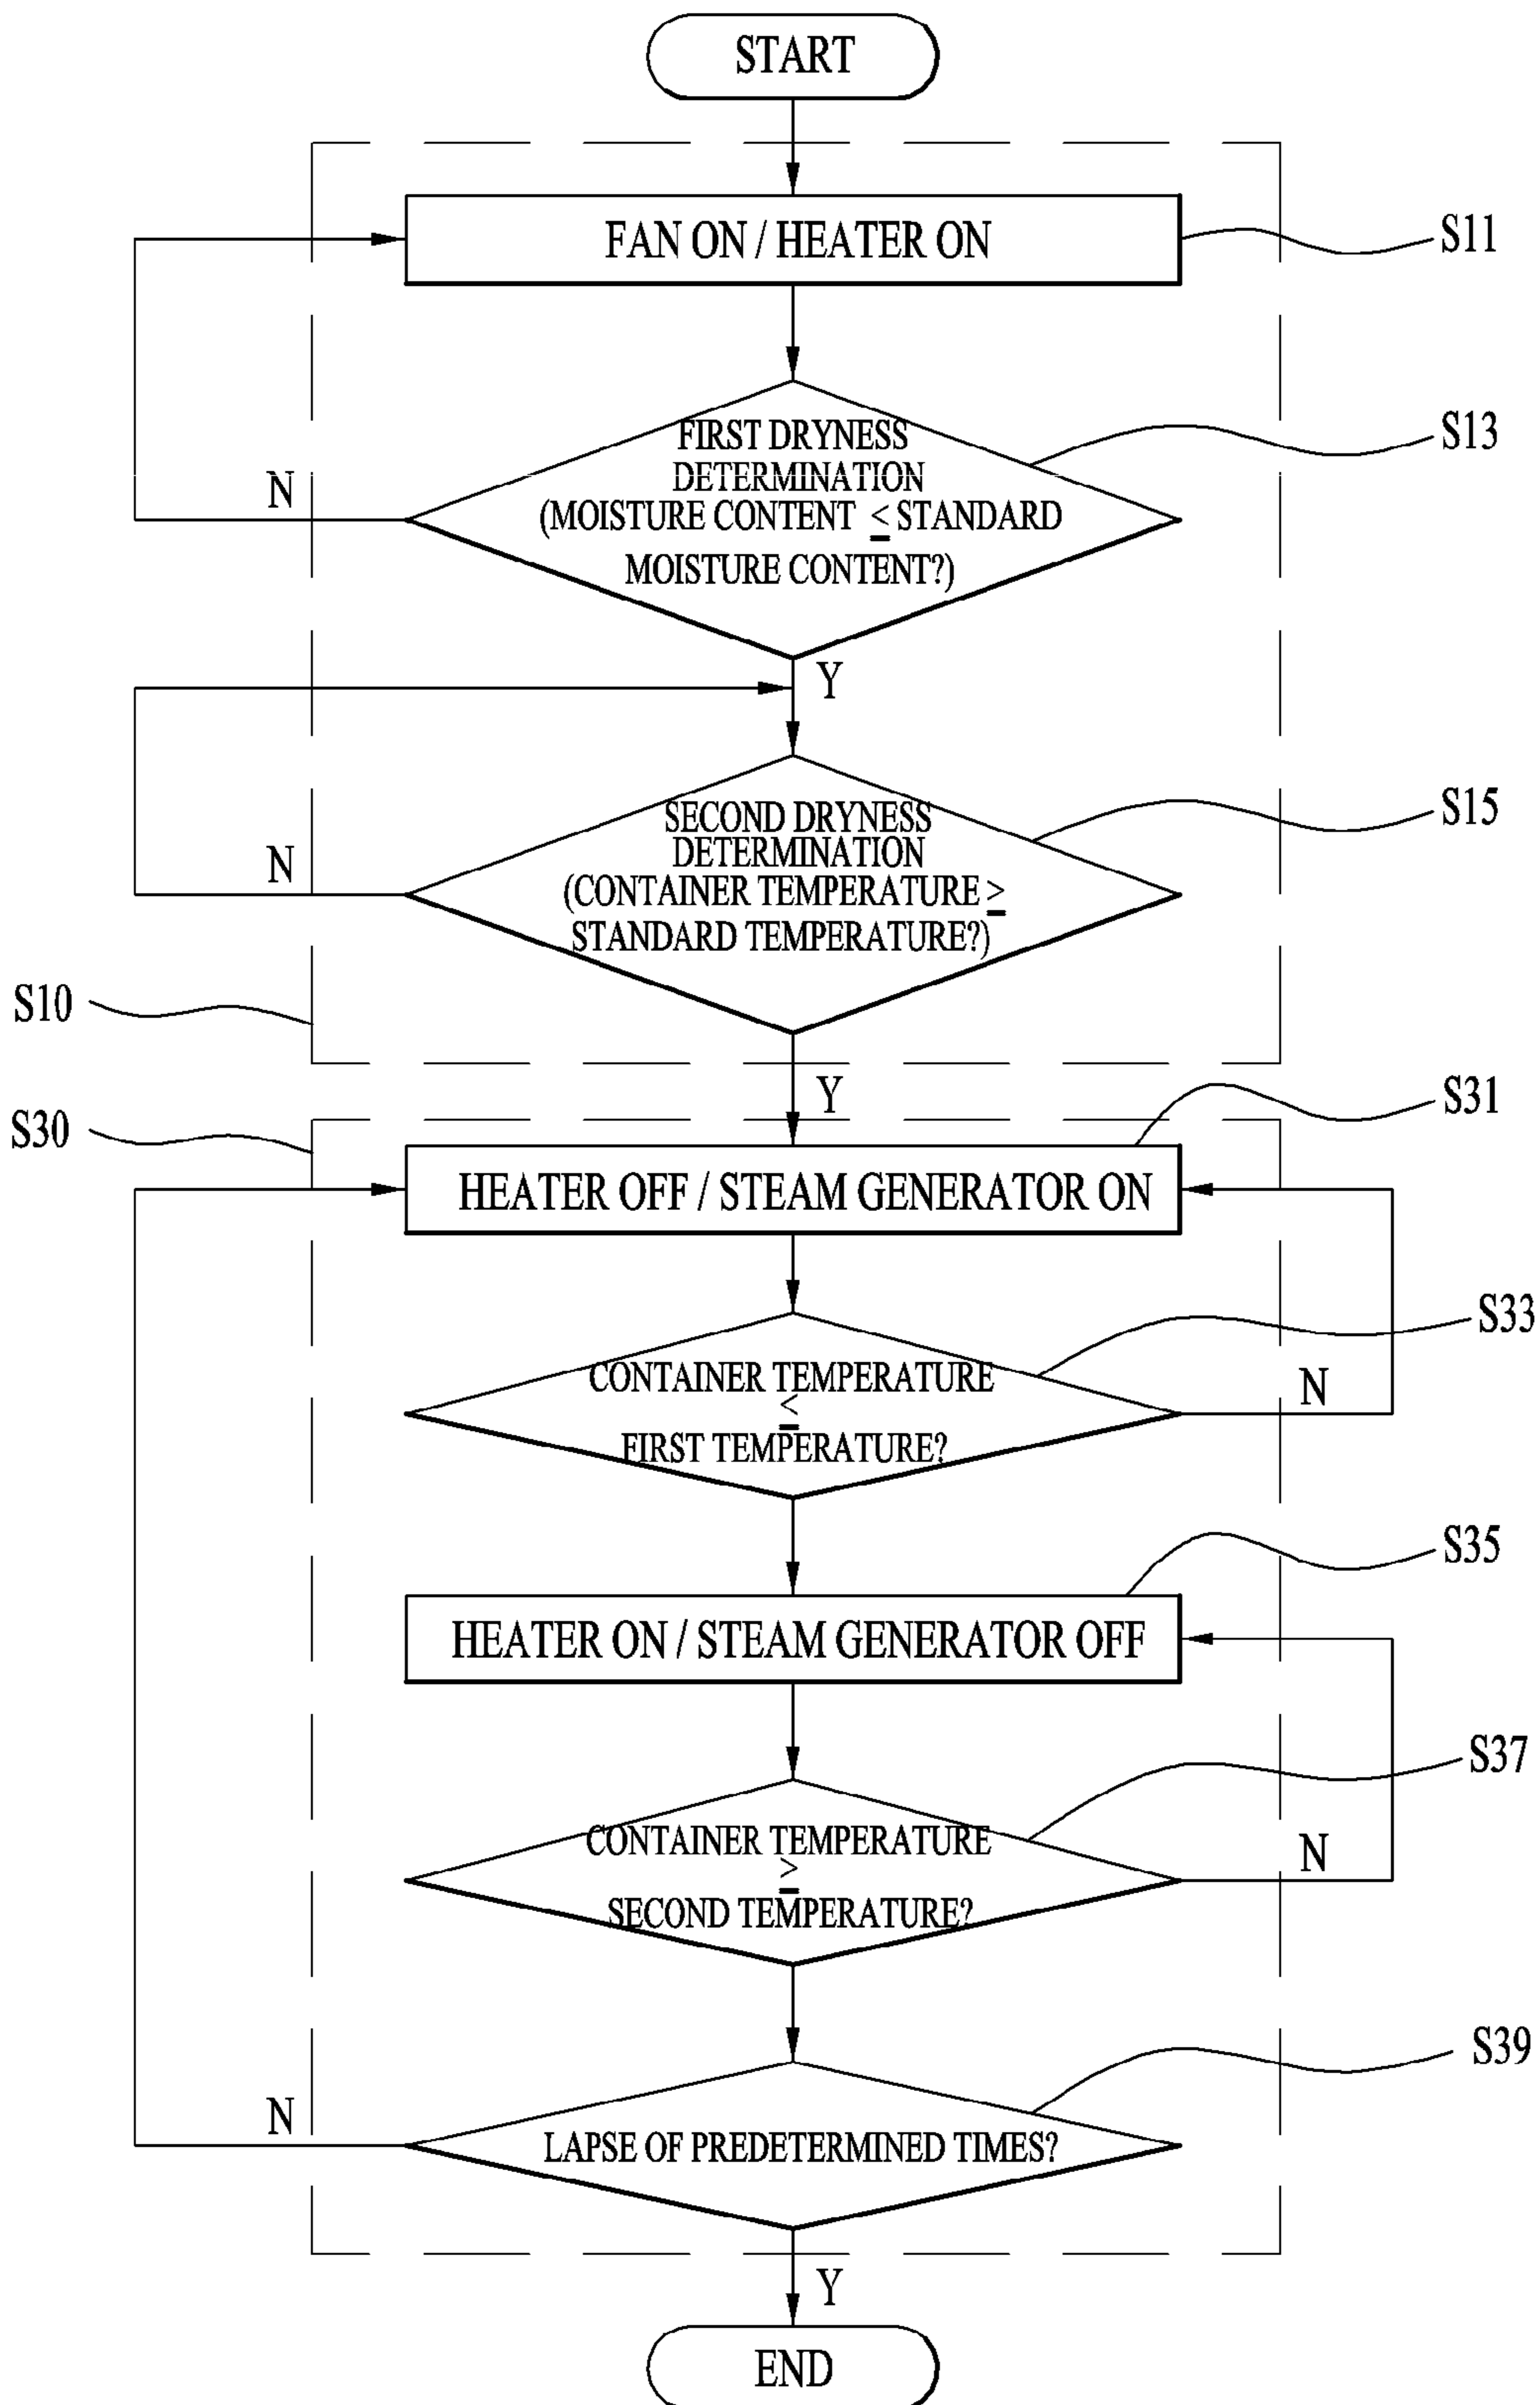 START
FAN ON / HEATER ON
S11
FIRST DRYNESS
DETERMINATION
(MOISTURE CONTENT ≤ STANDARD
MOISTURE CONTENT?)
S13
N
Y
SECOND DRYNESS
DETERMINATION
(CONTAINER TEMPERATURE ≥
STANDARD TEMPERATURE?)
S15
N
S10
Y
S30
S31
HEATER OFF / STEAM GENERATOR ON
CONTAINER TEMPERATURE
≤
FIRST TEMPERATURE?
S33
N
S35
HEATER ON / STEAM GENERATOR OFF
CONTAINER TEMPERATURE
≥
SECOND TEMPERATURE?
S37
N
S39
LAPSE OF PREDETERMINED TIMES?
N
Y
END